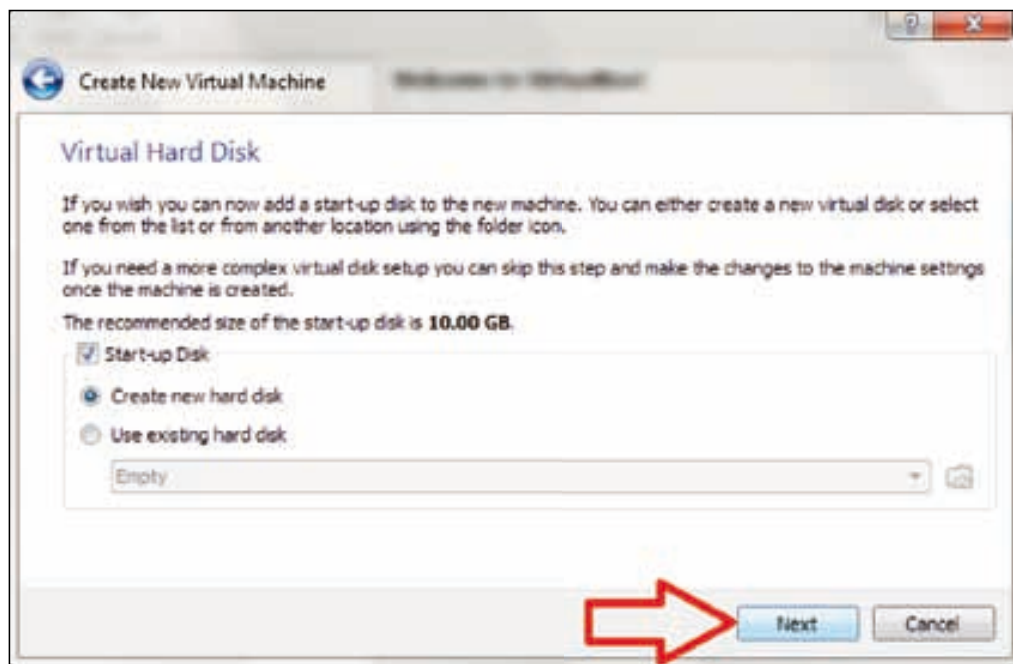 Create New Virtual Machine
Virtual Hard Disk
If you wish you can now add a start-up disk to the new machine. You can either create a new virtual disk or select
one from the list or from another location using the folder icon.
If you need a more complex virtual disk setup you can skip this step and make the changes to the machine settings
once the machine is created.
The recommended size of the start-up disk is 10.00 GB.
Start-up Disk
Create new hard disk
Use existing hard disk
Empty
Next
Cancel